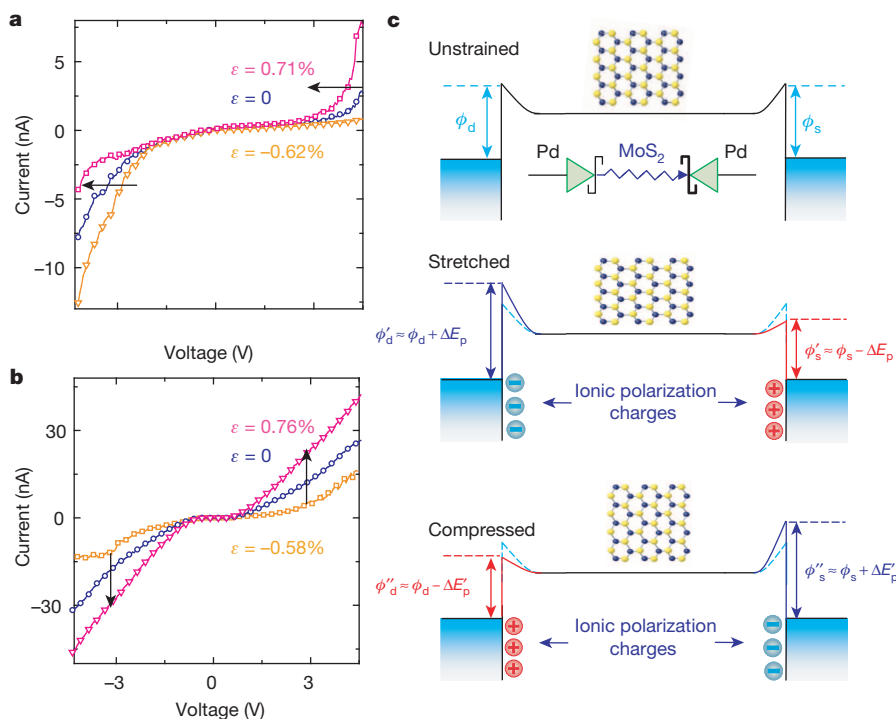 a
Current (nA)
5
0
−5
−10
ε = 0.71%
ε = 0
ε = −0.62%
Voltage (V)
b
Current (nA)
30
0
−30
ε = 0.76%
ε = 0
ε = −0.58%
−3
0
3
Voltage (V)
c
Unstrained
ϕd
ϕs
Pd
MoS2
Pd
Stretched
ϕ′d ≈ ϕd + ΔEp
ϕ′s ≈ ϕs − ΔEp
Ionic polarization
charges
− + 
− +
− +
Compressed
ϕ″d ≈ ϕd − ΔE′p
ϕ″s ≈ ϕs + ΔE′p
Ionic polarization
charges
+ −
+ −
+ −